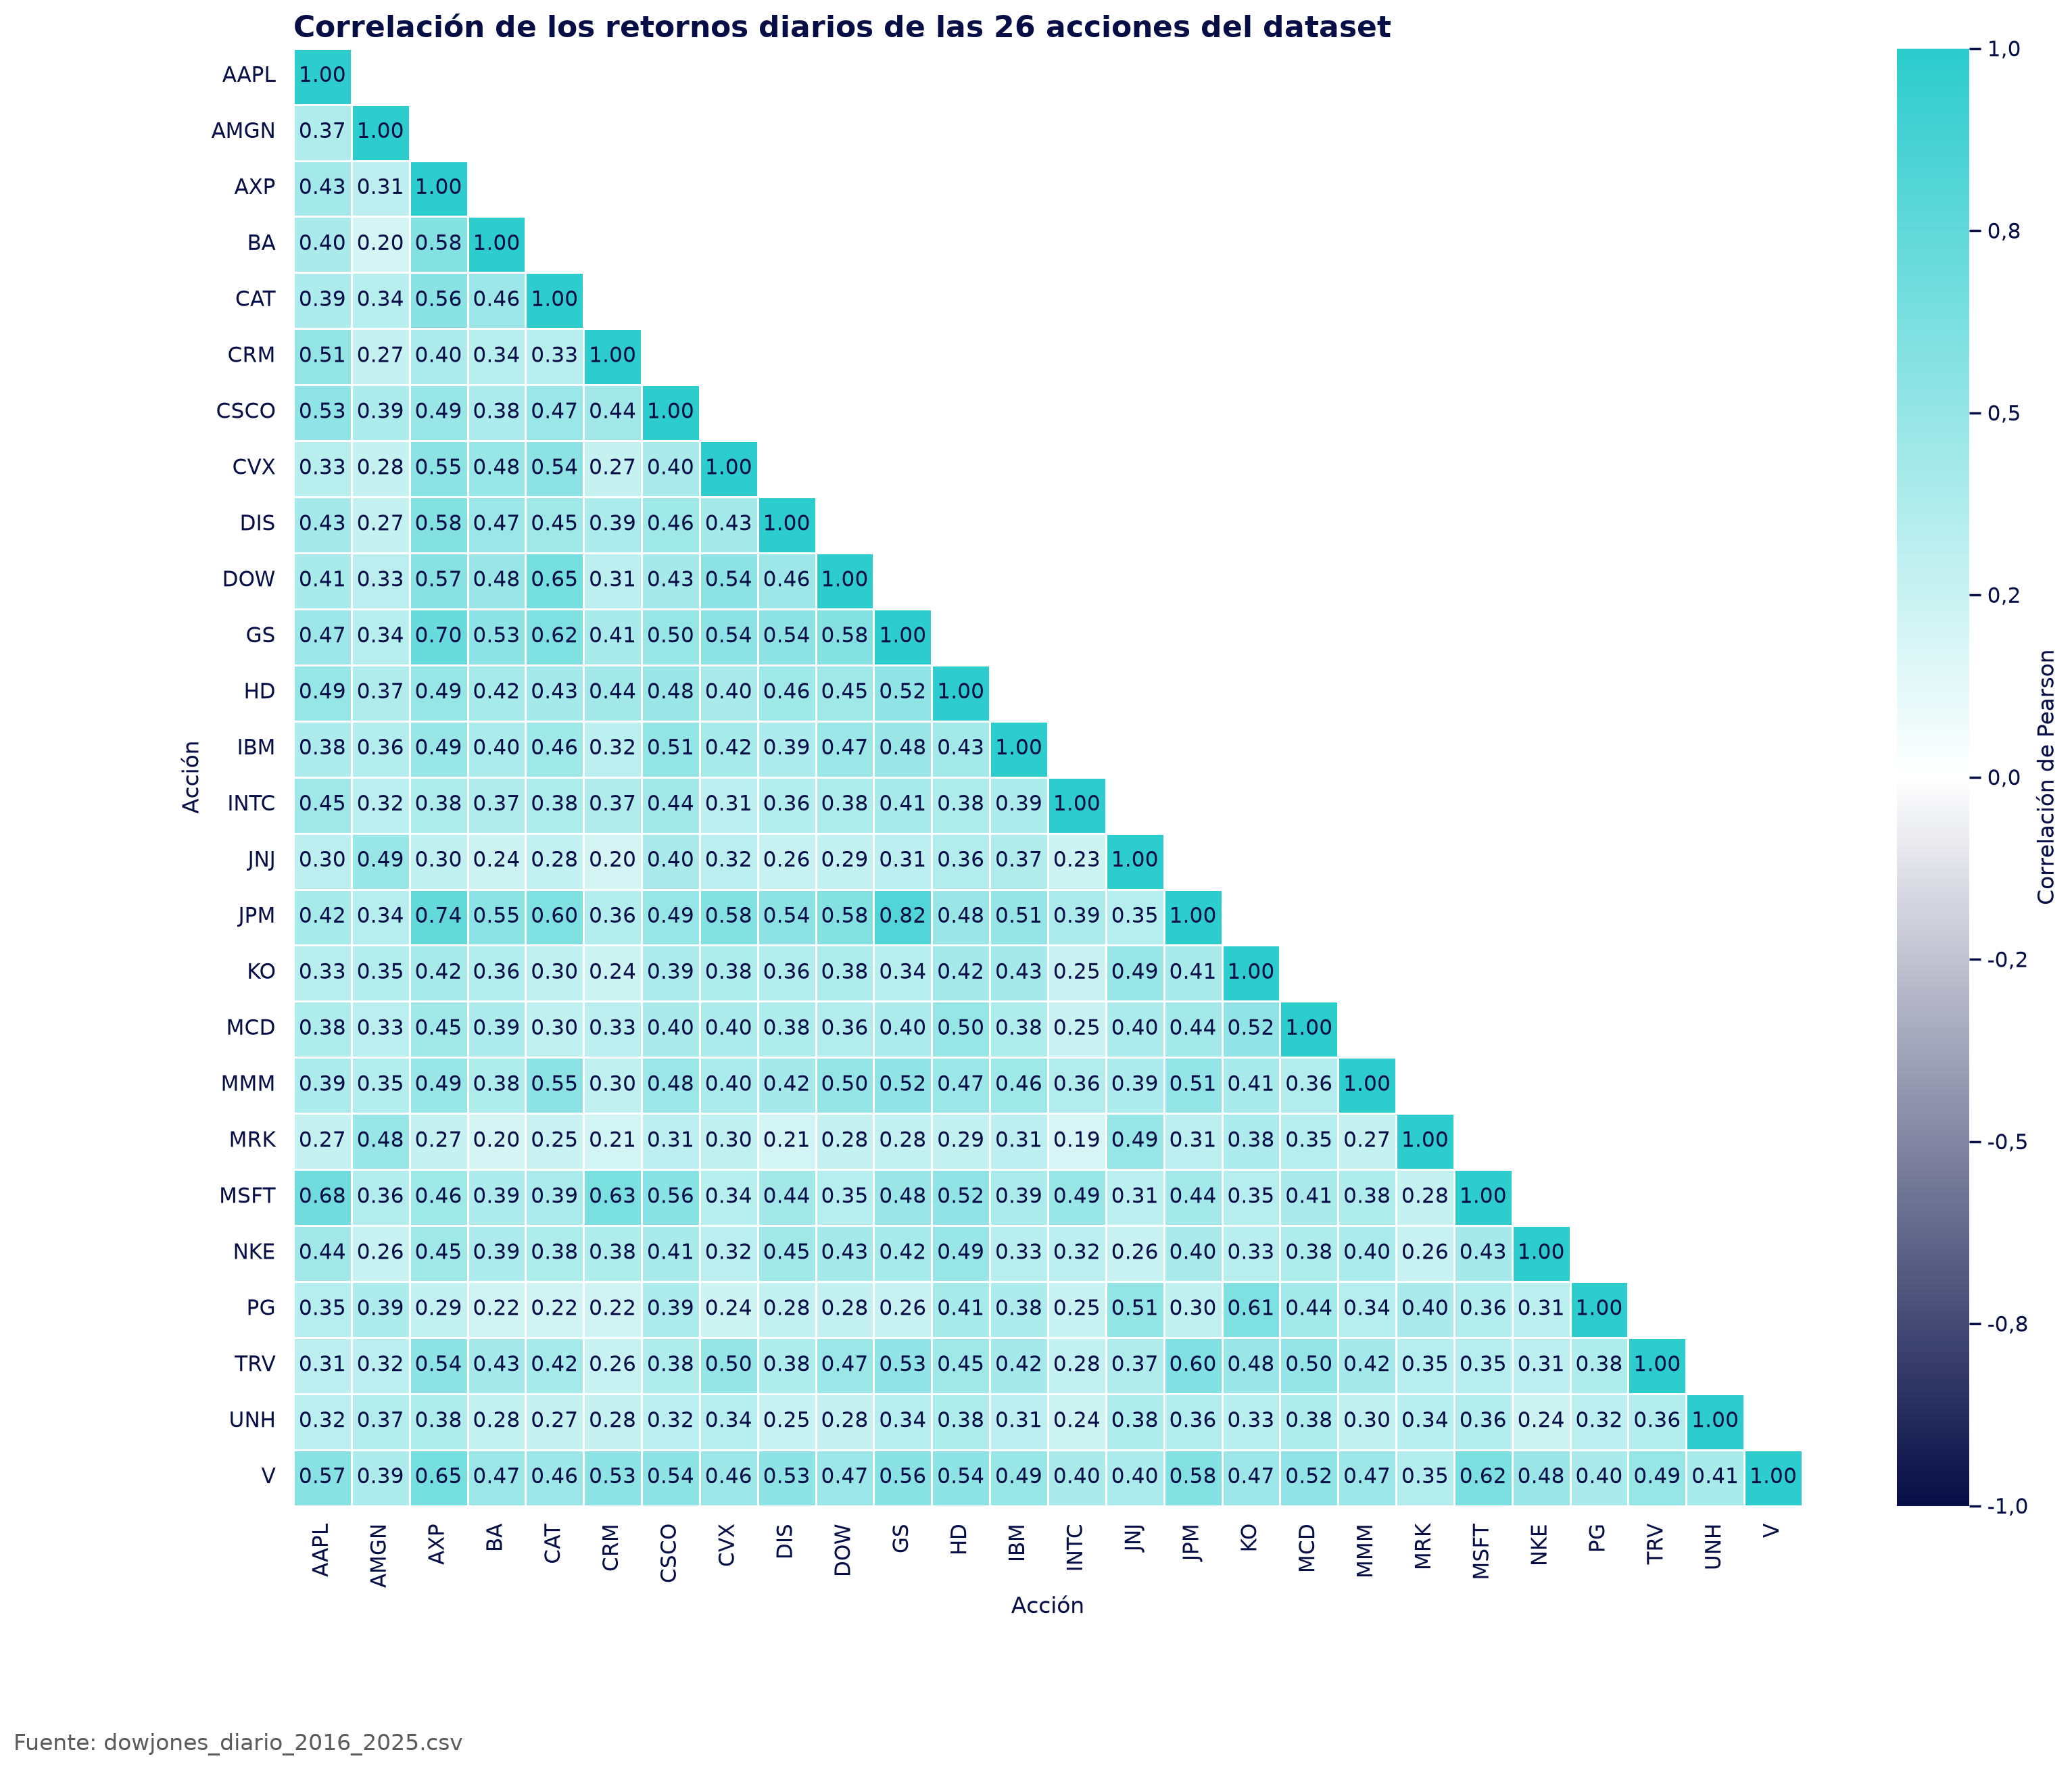 Correlación de los retornos diarios de las 26 acciones del dataset
AAPL 1.00
AMGN 0.37 1.00
AXP 0.43 0.31 1.00
BA 0.40 0.20 0.58 1.00
CAT 0.39 0.34 0.56 0.46 1.00
CRM 0.51 0.27 0.40 0.34 0.33 1.00
CSCO 0.53 0.39 0.49 0.38 0.47 0.44 1.00
CVX 0.33 0.28 0.55 0.48 0.54 0.27 0.40 1.00
DIS 0.43 0.27 0.58 0.47 0.45 0.39 0.46 0.43 1.00
DOW 0.41 0.33 0.57 0.48 0.65 0.31 0.43 0.54 0.46 1.00
GS 0.47 0.34 0.70 0.53 0.62 0.41 0.50 0.54 0.54 0.58 1.00
HD 0.49 0.37 0.49 0.42 0.43 0.44 0.48 0.40 0.46 0.45 0.52 1.00
IBM 0.38 0.36 0.49 0.40 0.46 0.32 0.51 0.42 0.39 0.47 0.48 0.43 1.00
INTC 0.45 0.32 0.38 0.37 0.38 0.37 0.44 0.31 0.36 0.38 0.41 0.38 0.39 1.00
JNJ 0.30 0.49 0.30 0.24 0.28 0.20 0.40 0.32 0.26 0.29 0.31 0.36 0.37 0.23 1.00
JPM 0.42 0.34 0.74 0.55 0.60 0.36 0.49 0.58 0.54 0.58 0.82 0.48 0.51 0.39 0.35 1.00
KO 0.33 0.35 0.42 0.36 0.30 0.24 0.39 0.38 0.36 0.38 0.34 0.42 0.43 0.25 0.49 0.41 1.00
MCD 0.38 0.33 0.45 0.39 0.30 0.33 0.40 0.40 0.38 0.36 0.40 0.50 0.38 0.25 0.40 0.44 0.52 1.00
MMM 0.39 0.35 0.49 0.38 0.55 0.30 0.48 0.40 0.42 0.50 0.52 0.47 0.46 0.36 0.39 0.51 0.41 0.36 1.00
MRK 0.27 0.48 0.27 0.20 0.25 0.21 0.31 0.30 0.21 0.28 0.28 0.29 0.31 0.19 0.49 0.31 0.38 0.35 0.27 1.00
MSFT 0.68 0.36 0.46 0.39 0.39 0.63 0.56 0.34 0.44 0.35 0.48 0.52 0.39 0.49 0.31 0.44 0.35 0.41 0.38 0.28 1.00
NKE 0.44 0.26 0.45 0.39 0.38 0.38 0.41 0.32 0.45 0.43 0.42 0.49 0.33 0.32 0.26 0.40 0.33 0.38 0.40 0.26 0.43 1.00
PG 0.35 0.39 0.29 0.22 0.22 0.22 0.39 0.24 0.28 0.28 0.26 0.41 0.38 0.25 0.51 0.30 0.61 0.44 0.34 0.40 0.36 0.31 1.00
TRV 0.31 0.32 0.54 0.43 0.42 0.26 0.38 0.50 0.38 0.47 0.53 0.45 0.42 0.28 0.37 0.60 0.48 0.50 0.42 0.35 0.35 0.31 0.38 1.00
UNH 0.32 0.37 0.38 0.28 0.27 0.28 0.32 0.34 0.25 0.28 0.34 0.38 0.31 0.24 0.38 0.36 0.33 0.38 0.30 0.34 0.36 0.24 0.32 0.36 1.00
V 0.57 0.39 0.65 0.47 0.46 0.53 0.54 0.46 0.53 0.47 0.56 0.54 0.49 0.40 0.40 0.58 0.47 0.52 0.47 0.35 0.62 0.48 0.40 0.49 0.41 1.00
AAPL AMGN AXP BA CAT CRM CSCO CVX DIS DOW GS HD IBM INTC JNJ JPM KO MCD MMM MRK MSFT NKE PG TRV UNH V
Acción
Acción
1,0
0,8
0,5
0,2
0,0
-0,2
-0,5
-0,8
-1,0
Correlación de Pearson
Fuente: dowjones_diario_2016_2025.csv